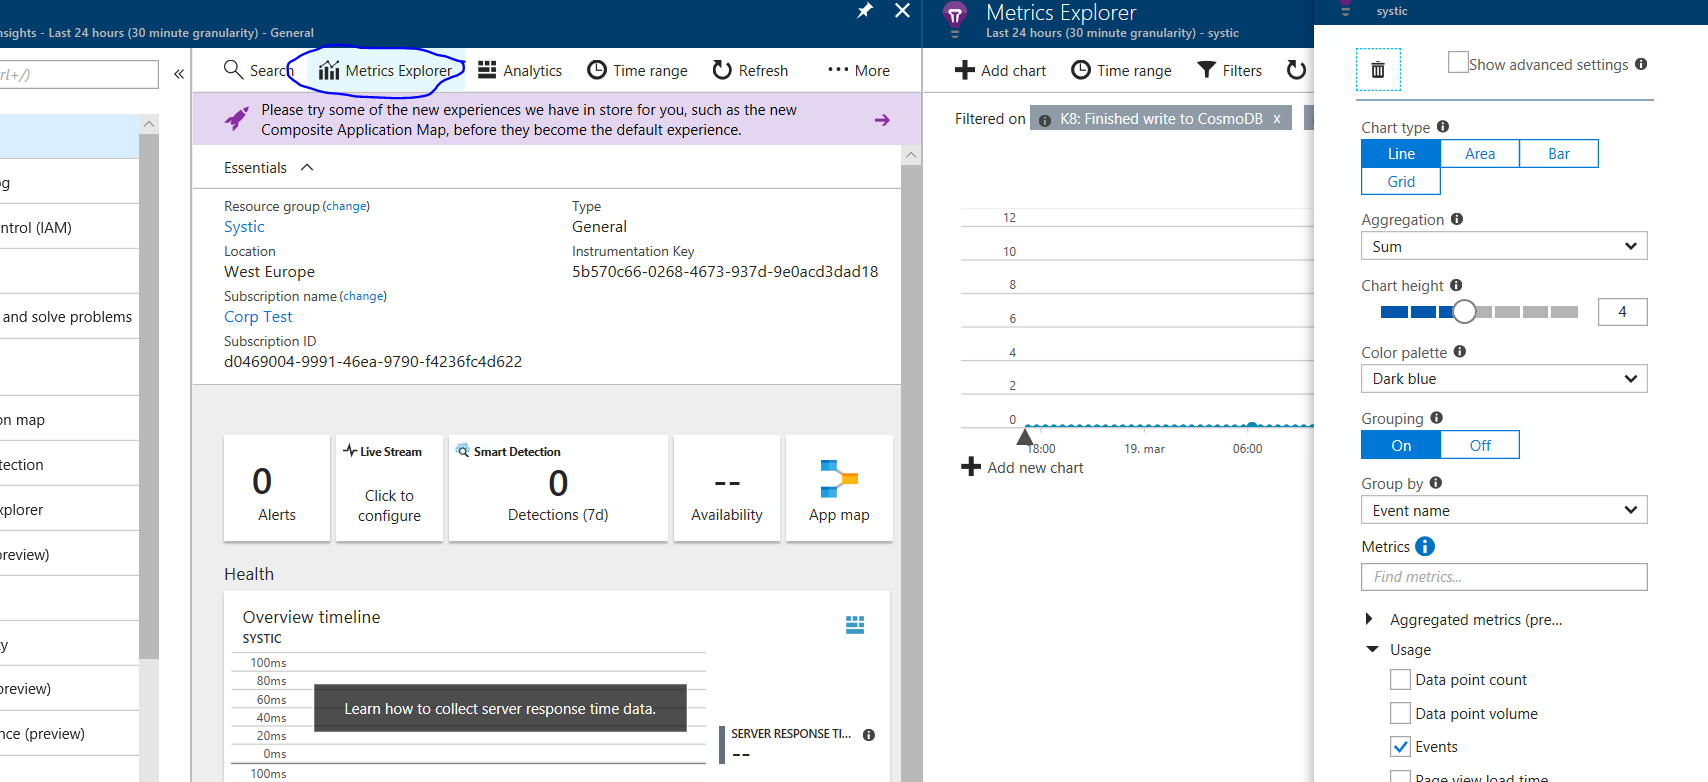 nsights - Last 24 hours (30 minute granularity) - General
rl+/)
«
og
ntrol (IAM)
and solve problems
on map
tection
xplorer
preview)
y
preview)
nce (preview)
Search
Metrics Explorer
Analytics
Time range
Refresh
More
Please try some of the new experiences we have in store for you, such as the new
Composite Application Map, before they become the default experience.
Essentials
Resource group (change)
Systic
Location
West Europe
Subscription name (change)
Corp Test
Subscription ID
d0469004-9991-46ea-9790-f4236fc4d622
Type
General
Instrumentation Key
5b570c66-0268-4673-937d-9e0acd3dad18
0
Alerts
Live Stream
Click to
configure
Smart Detection
0
Detections (7d)
--
Availability
App map
Health
Overview timeline
SYSTIC
100ms
80ms
60ms
40ms
20ms
0ms
100ms
Learn how to collect server response time data.
SERVER RESPONSE TI...
--
Metrics Explorer
Last 24 hours (30 minute granularity) - systic
Add chart
Time range
Filters
Filtered on
K8: Finished write to CosmoDB x
12
10
8
6
4
2
0
18:00
19. mar
06:00
Add new chart
systic
Show advanced settings
Chart type
Line
Area
Bar
Grid
Aggregation
Sum
Chart height
4
Color palette
Dark blue
Grouping
On
Off
Group by
Event name
Metrics
Find metrics...
Aggregated metrics (pre...
Usage
Data point count
Data point volume
Events
Page view load time